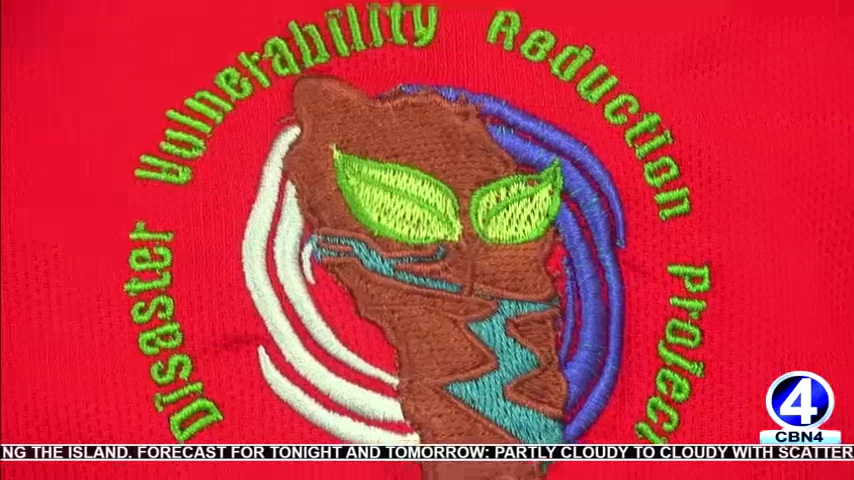 Disaster Vulnerability Reduction Project
4
CBN4
NG THE ISLAND. FORECAST FOR TONIGHT AND TOMORROW: PARTLY CLOUDY TO CLOUDY WITH SCATTER